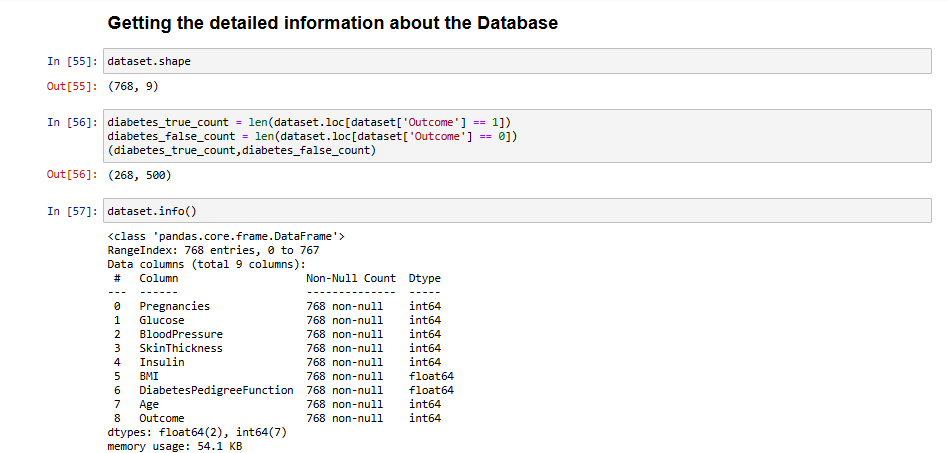 Getting the detailed information about the Database
In [55]: dataset.shape
Out[55]: (768, 9)
In [56]: diabetes_true_count = len(dataset.loc[dataset['Outcome'] == 1])
diabetes_false_count = len(dataset.loc[dataset['Outcome'] == 0])
(diabetes_true_count,diabetes_false_count)
Out[56]: (268, 500)
In [57]: dataset.info()
<class 'pandas.core.frame.DataFrame'>
RangeIndex: 768 entries, 0 to 767
Data columns (total 9 columns):
 #   Column                    Non-Null Count  Dtype
---  ------                    --------------  -----
 0   Pregnancies               768 non-null    int64
 1   Glucose                   768 non-null    int64
 2   BloodPressure             768 non-null    int64
 3   SkinThickness             768 non-null    int64
 4   Insulin                   768 non-null    int64
 5   BMI                       768 non-null    float64
 6   DiabetesPedigreeFunction  768 non-null    float64
 7   Age                       768 non-null    int64
 8   Outcome                   768 non-null    int64
dtypes: float64(2), int64(7)
memory usage: 54.1 KB